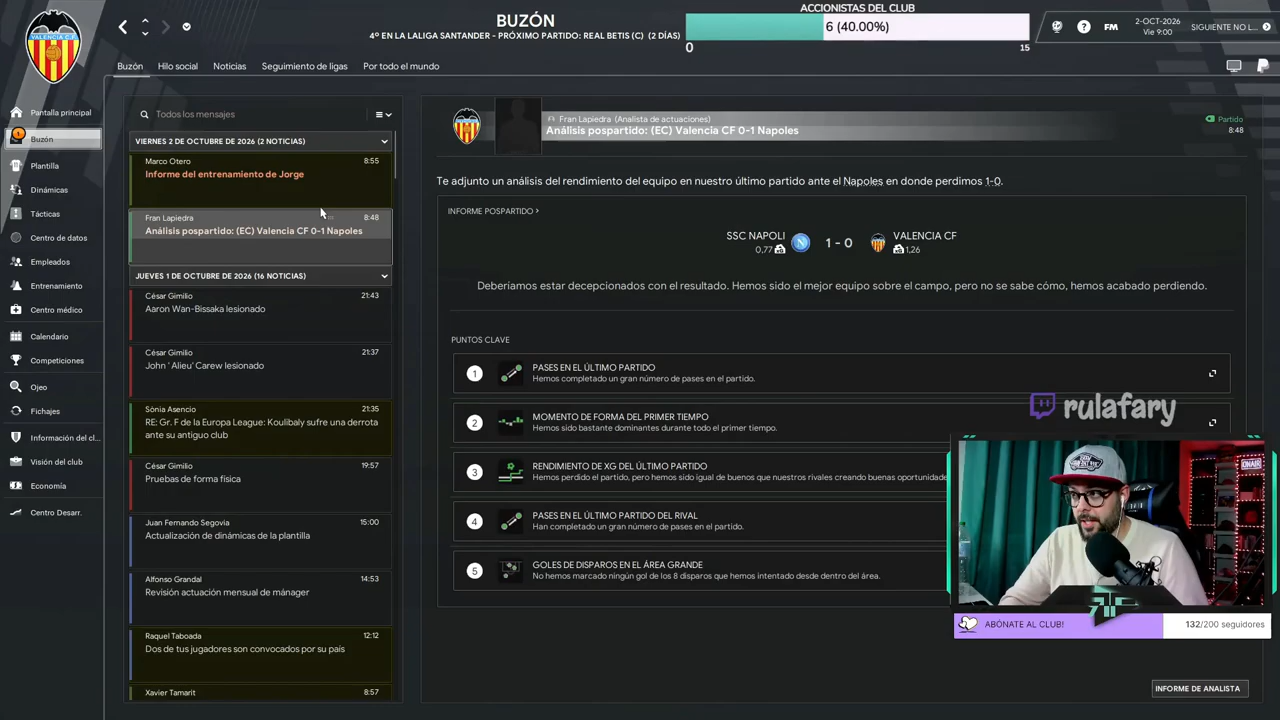 VALENCIA C.F
BUZÓN
4º EN LA LALIGA SANTANDER - PRÓXIMO PARTIDO: REAL BETIS (C) (2 DÍAS)
ACCIONISTAS DEL CLUB
6 (40.00%)
0
15
FM
2-OCT-2026
Vie 9:00
SIGUIENTE NO L...
Buzón
Hilo social
Noticias
Seguimiento de ligas
Por todo el mundo
Pantalla principal
Buzón
Plantilla
Dinámicas
Tácticas
Centro de datos
Empleados
Entrenamiento
Centro médico
Calendario
Competiciones
Ojeo
Fichajes
Información del cl...
Visión del club
Economía
Centro Desarr.
Todos los mensajes
VIERNES 2 DE OCTUBRE DE 2026 (2 NOTICIAS)
Marco Otero 8:55
Informe del entrenamiento de Jorge
Fran Lapiedra 8:48
Análisis pospartido: (EC) Valencia CF 0-1 Napoles
JUEVES 1 DE OCTUBRE DE 2026 (16 NOTICIAS)
César Gimilio 21:43
Aaron Wan-Bissaka lesionado
César Gimilio 21:37
John ' Alieu' Carew lesionado
Sònia Asencio 21:35
RE: Gr. F de la Europa League: Koulibaly sufre una derrota
ante su antiguo club
César Gimilio 19:57
Pruebas de forma física
Juan Fernando Segovia 15:00
Actualización de dinámicas de la plantilla
Alfonso Grandal 14:53
Revisión actuación mensual de mánager
Raquel Taboada 12:12
Dos de tus jugadores son convocados por su país
Xavier Tamarit 8:57
Fran Lapiedra (Analista de actuaciones)
Análisis pospartido: (EC) Valencia CF 0-1 Napoles
Partido
8:48
Te adjunto un análisis del rendimiento del equipo en nuestro último partido ante el Napoles en donde perdimos 1-0.
INFORME POSPARTIDO >
SSC NAPOLI
0,77
1 - 0
VALENCIA CF
1,26
Deberíamos estar decepcionados con el resultado. Hemos sido el mejor equipo sobre el campo, pero no se sabe cómo, hemos acabado perdiendo.
PUNTOS CLAVE
1
PASES EN EL ÚLTIMO PARTIDO
Hemos completado un gran número de pases en el partido.
2
MOMENTO DE FORMA DEL PRIMER TIEMPO
Hemos sido bastante dominantes durante todo el primer tiempo.
3
RENDIMIENTO DE XG DEL ÚLTIMO PARTIDO
Hemos perdido el partido, pero hemos sido igual de buenos que nuestros rivales creando buenas oportunidade
4
PASES EN EL ÚLTIMO PARTIDO DEL RIVAL
Han completado un gran número de pases en el partido.
5
GOLES DE DISPAROS EN EL ÁREA GRANDE
No hemos marcado ningún gol de los 8 disparos que hemos intentado desde dentro del área.
rulafary
ON AIR
ABÓNATE AL CLUB!
132/200 seguidores
INFORME DE ANALISTA